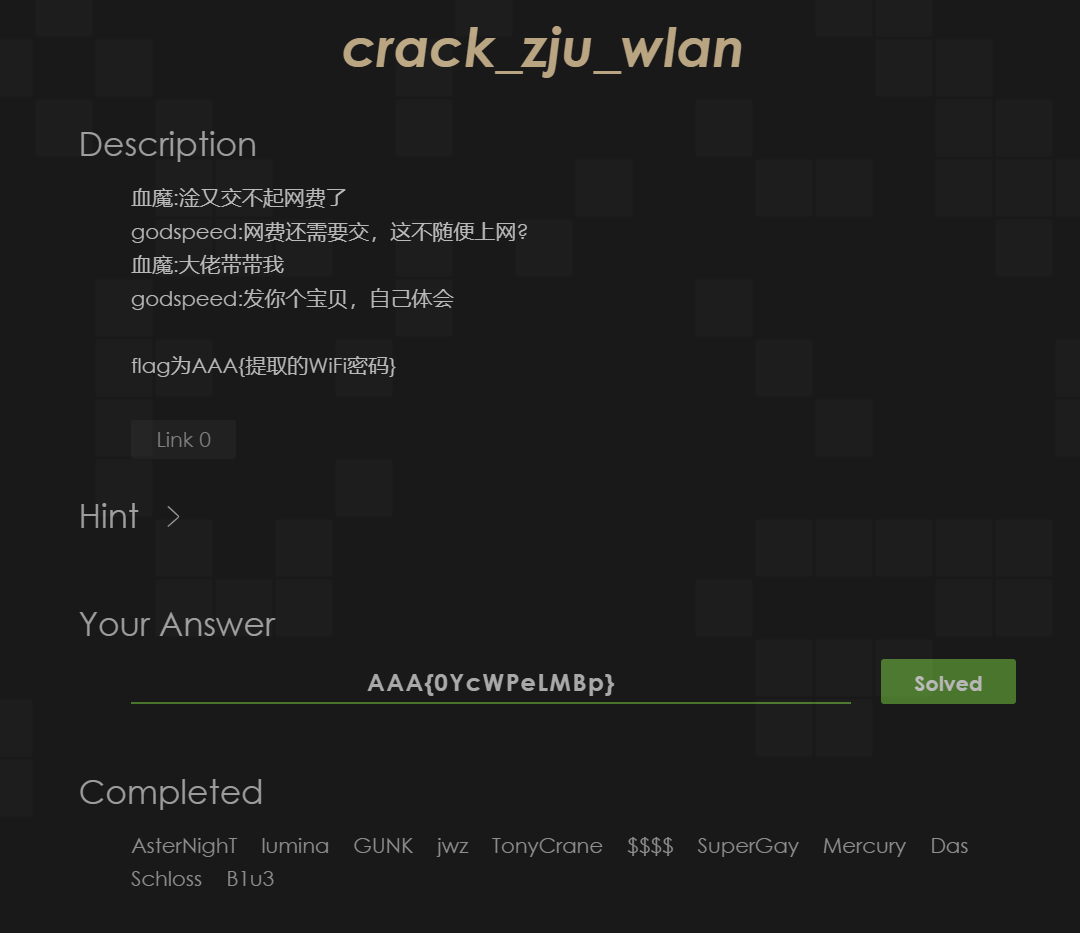 crack_zju_wlan
Description
血魔:淦又交不起网费了
godspeed:网费还需要交，这不随便上网?
血魔:大佬带带我
godspeed:发你个宝贝，自己体会
flag为AAA{提取的WiFi密码}
Link 0
Hint >
Your Answer
AAA{0YcWPeLMBp} Solved
Completed
AsterNighT lumina GUNK jwz TonyCrane $$$$ SuperGay Mercury Das
Schloss B1u3